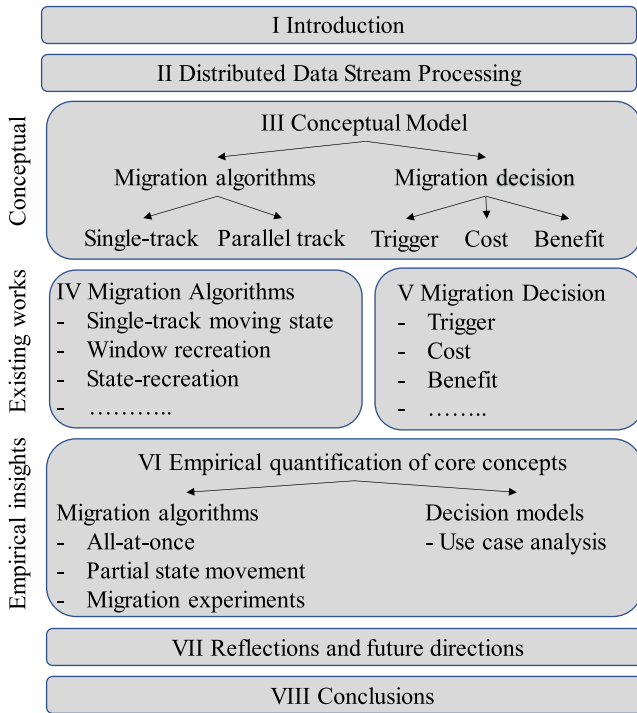 I Introduction
II Distributed Data Stream Processing
Conceptual
III Conceptual Model
Migration algorithms
Migration decision
Single-track
Parallel track
Trigger
Cost
Benefit
Existing works
IV Migration Algorithms
- Single-track moving state
- Window recreation
- State-recreation
- ………..
V Migration Decision
- Trigger
- Cost
- Benefit
- ……..
Empirical insights
VI Empirical quantification of core concepts
Migration algorithms
- All-at-once
- Partial state movement
- Migration experiments
Decision models
- Use case analysis
VII Reflections and future directions
VIII Conclusions